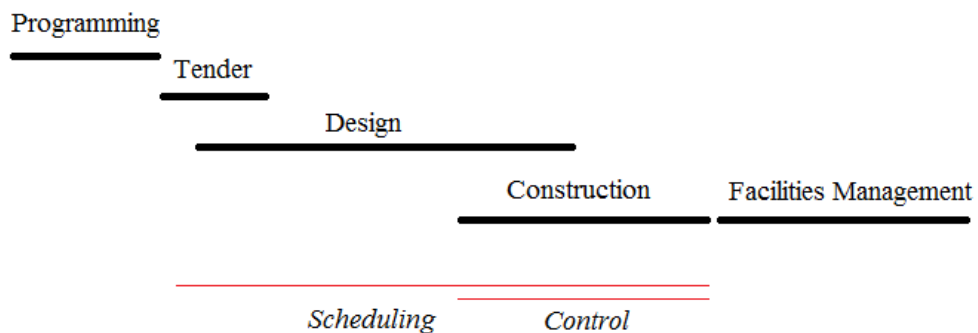 Programming
Tender
Design
Construction
Facilities Management
Scheduling
Control